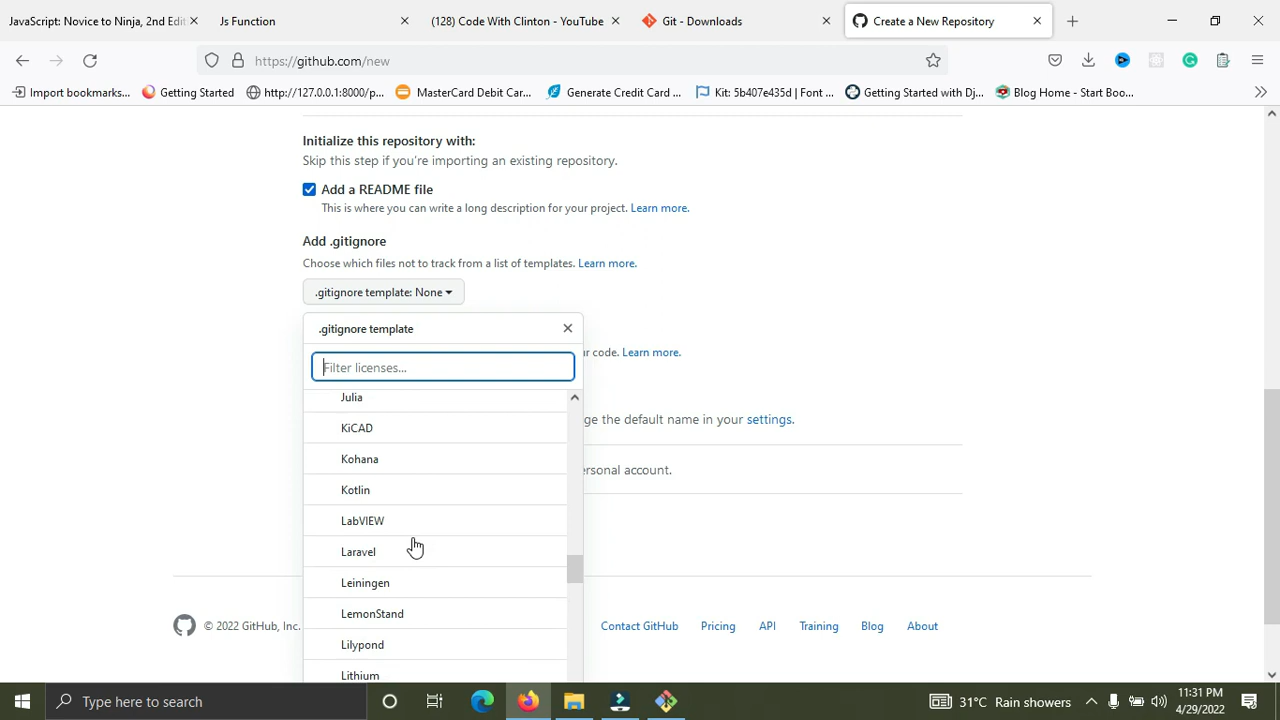 JavaScript: Novice to Ninja, 2nd Edit
Js Function
(128) Code With Clinton - YouTube
Git - Downloads
Create a New Repository
https://github.com/new
Import bookmarks...
Getting Started
http://127.0.0.1:8000/p...
MasterCard Debit Car...
Generate Credit Card ...
Kit: 5b407e435d | Font ...
Getting Started with Dj...
Blog Home - Start Boo...
Initialize this repository with:
Skip this step if you're importing an existing repository.
Add a README file
This is where you can write a long description for your project. Learn more.
Add .gitignore
Choose which files not to track from a list of templates. Learn more.
.gitignore template: None
.gitignore template
Filter licenses...
ur code. Learn more.
Julia
ge the default name in your settings.
KiCAD
Kohana
ersonal account.
Kotlin
LabVIEW
Laravel
Leiningen
LemonStand
Lilypond
Lithium
© 2022 GitHub, Inc.
Contact GitHub
Pricing
API
Training
Blog
About
Type here to search
31°C Rain showers
11:31 PM
4/29/2022